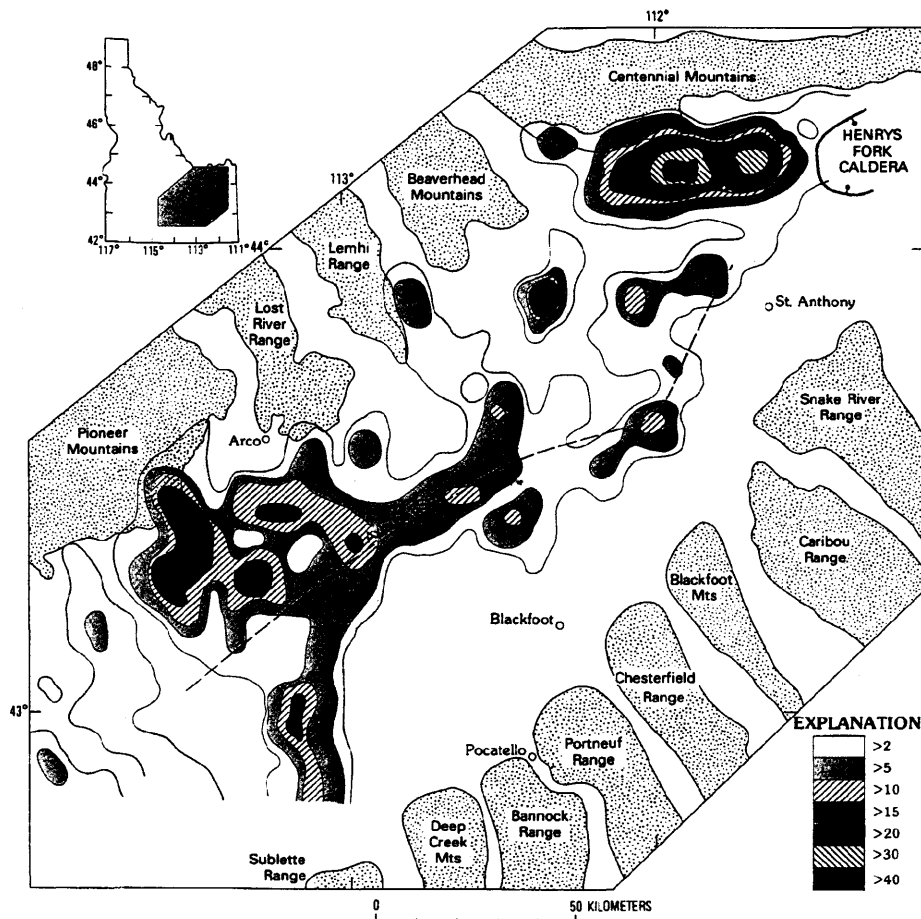 112°
48°
46°
44°
42°
117°
115°
113°
111°
Centennial Mountains
HENRYS
FORK
CALDERA
113°
Beaverhead
Mountains
44°
Lemhi
Range
Lost
River
Range
St. Anthony
Snake River
Range
Pioneer
Mountains
Arco
Caribou
Range
Blackfoot
Mts
Blackfoot
Chesterfield
Range
43°
EXPLANATION
>2
>5
>10
>15
>20
>30
>40
Pocatello
Portneuf
Range
Deep
Creek
Mts
Bannock
Range
Sublette
Range
0 50 KILOMETERS